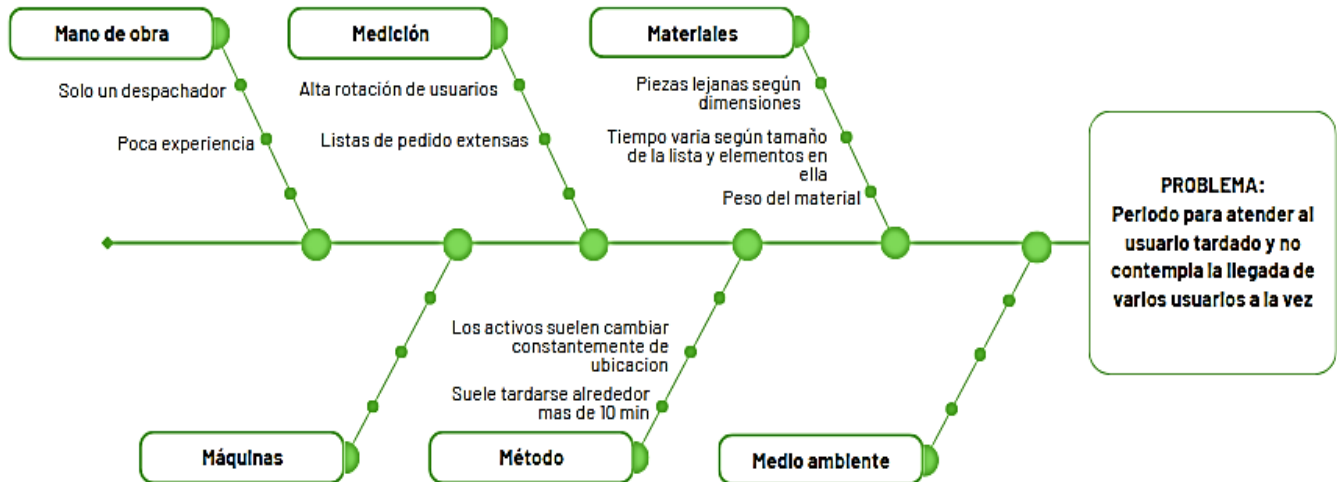 Mano de obra
Medición
Materiales
Solo un despachador
Poca experiencia
Alta rotación de usuarios
Listas de pedido extensas
Piezas lejanas según
dimensiones
Tiempo varia según tamaño
de la lista y elementos en
ella
Peso del material
PROBLEMA:
Periodo para atender al
usuario tardado y no
contempla la llegada de
varios usuarios a la vez
Los activos suelen cambiar
constantemente de
ubicacion
Suele tardarse alrededor
mas de 10 min
Máquinas
Método
Medio ambiente